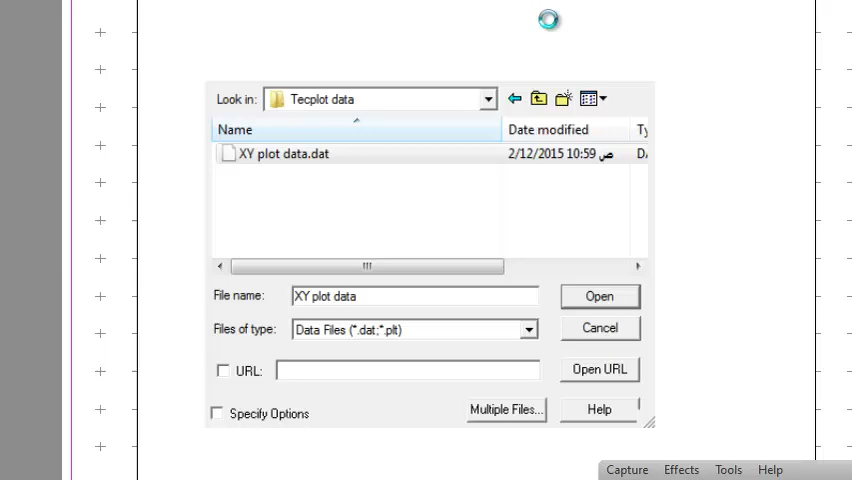 Look in: Tecplot data
Name Date modified
XY plot data.dat 2/12/2015 10:59 ص
File name: XY plot data Open
Files of type: Data Files (*.dat;*.plt) Cancel
URL: Open URL
Specify Options Multiple Files... Help
Capture Effects Tools Help